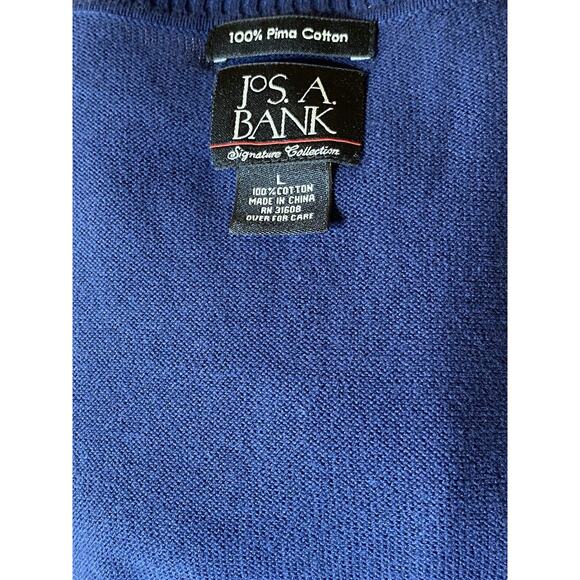 100% Pima Cotton
JOS. A.
BANK
Signature Collection
L
100% COTTON
MADE IN CHINA
RN 31608
OVER FOR CARE